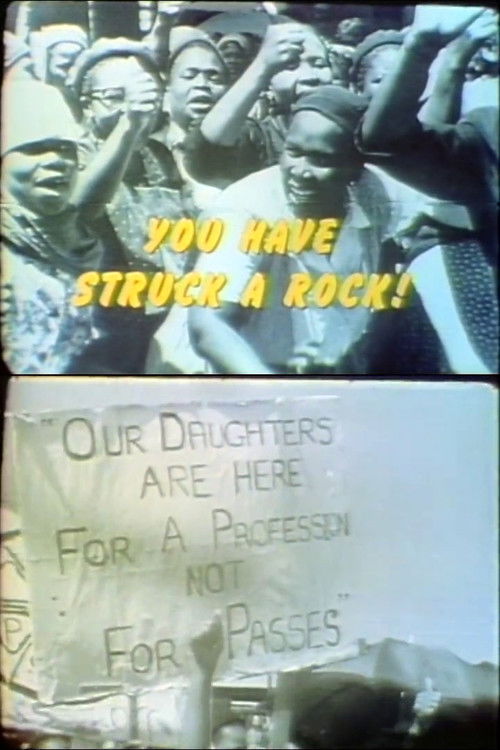 YOU HAVE
STRUCK A ROCK!
"OUR DAUGHTERS
ARE HERE
FOR A PROFESSION
NOT
FOR PASSES"
P